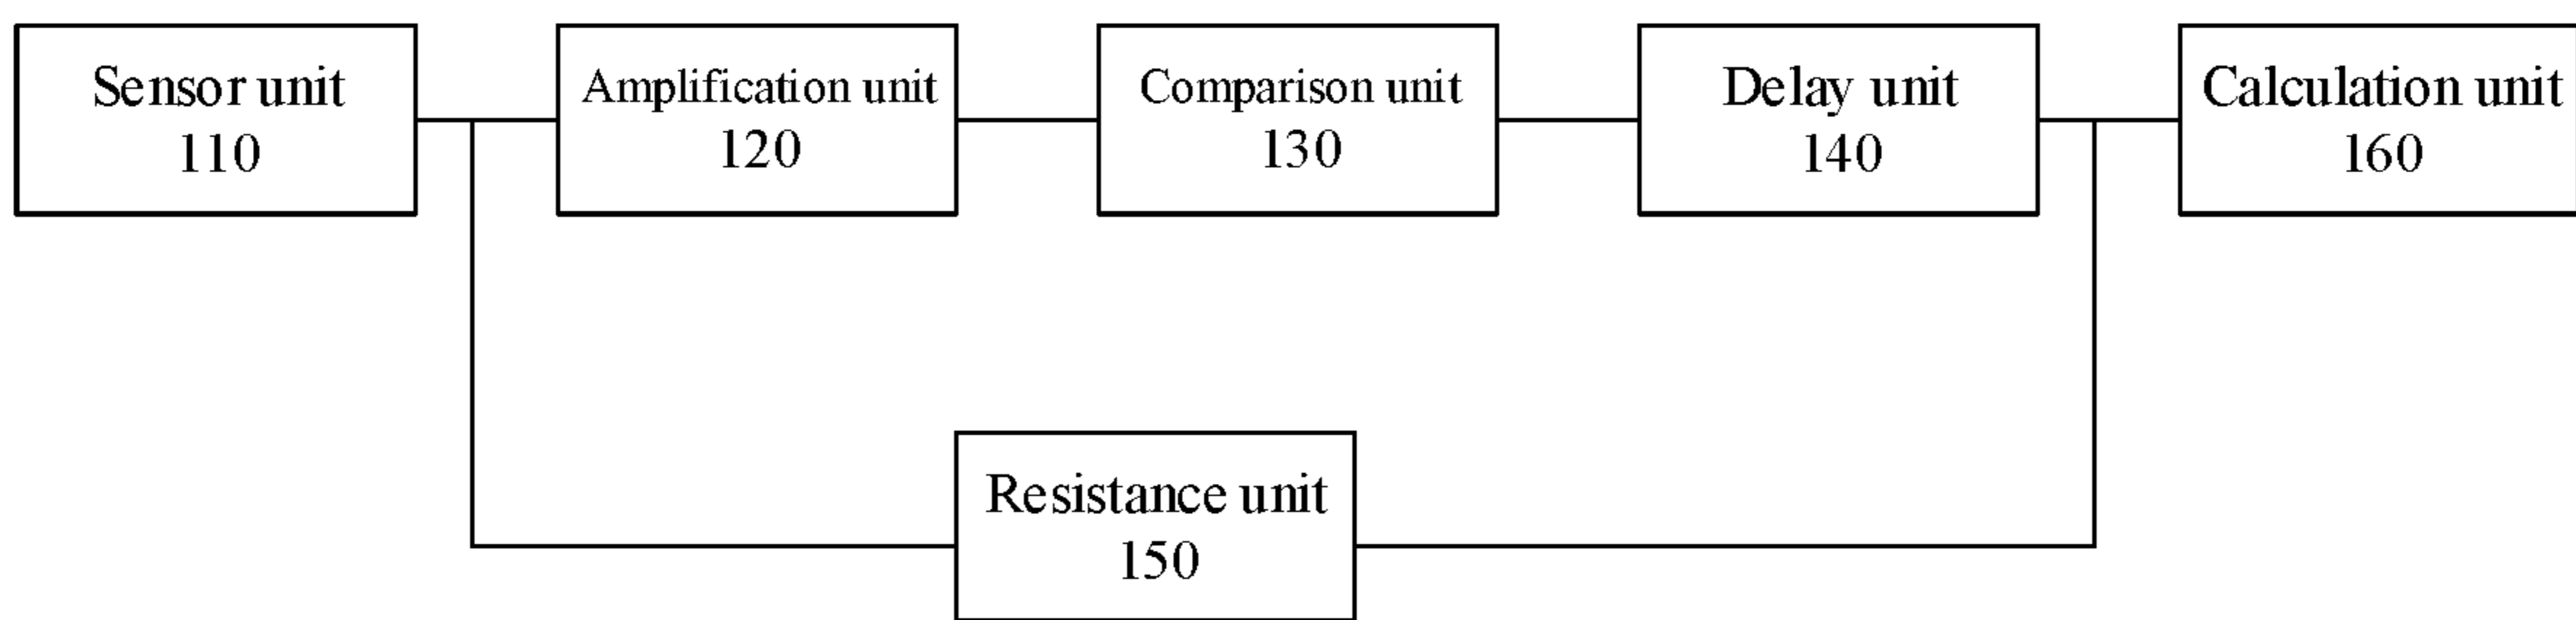 Sensor unit
110
Amplification unit
120
Comparison unit
130
Delay unit
140
Calculation unit
160
Resistance unit
150